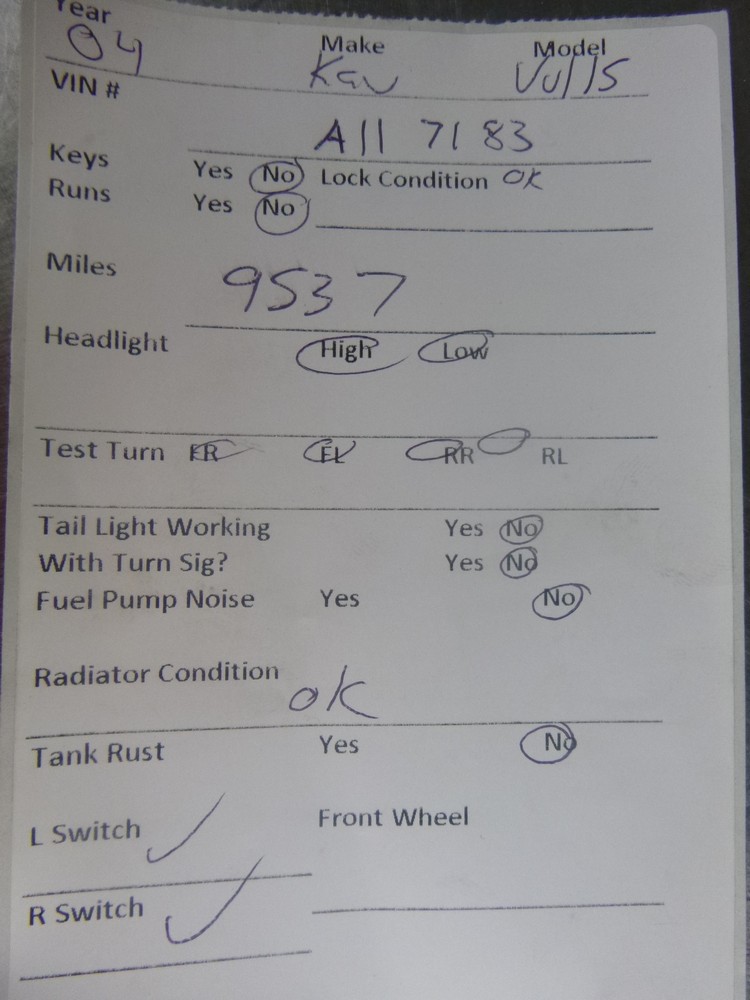 Year Make Model
04 Kaw Vul15
VIN #
A11 7183
Keys Yes No Lock Condition OK
Runs Yes No
Miles 9537
Headlight High Low
Test Turn FR FL RR RL
Tail Light Working Yes No
With Turn Sig? Yes No
Fuel Pump Noise Yes No
Radiator Condition OK
Tank Rust Yes No
L Switch ✓ Front Wheel
R Switch ✓